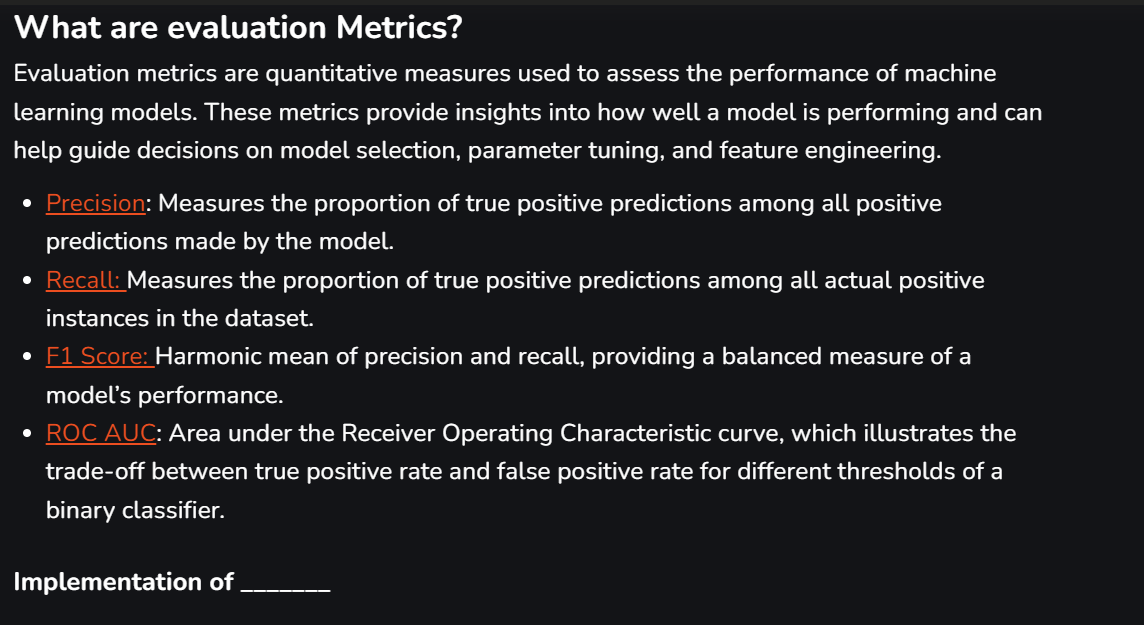 What are evaluation Metrics?
Evaluation metrics are quantitative measures used to assess the performance of machine
learning models. These metrics provide insights into how well a model is performing and can
help guide decisions on model selection, parameter tuning, and feature engineering.
• Precision: Measures the proportion of true positive predictions among all positive
predictions made by the model.
• Recall: Measures the proportion of true positive predictions among all actual positive
instances in the dataset.
• F1 Score: Harmonic mean of precision and recall, providing a balanced measure of a
model’s performance.
• ROC AUC: Area under the Receiver Operating Characteristic curve, which illustrates the
trade-off between true positive rate and false positive rate for different thresholds of a
binary classifier.
Implementation of _______